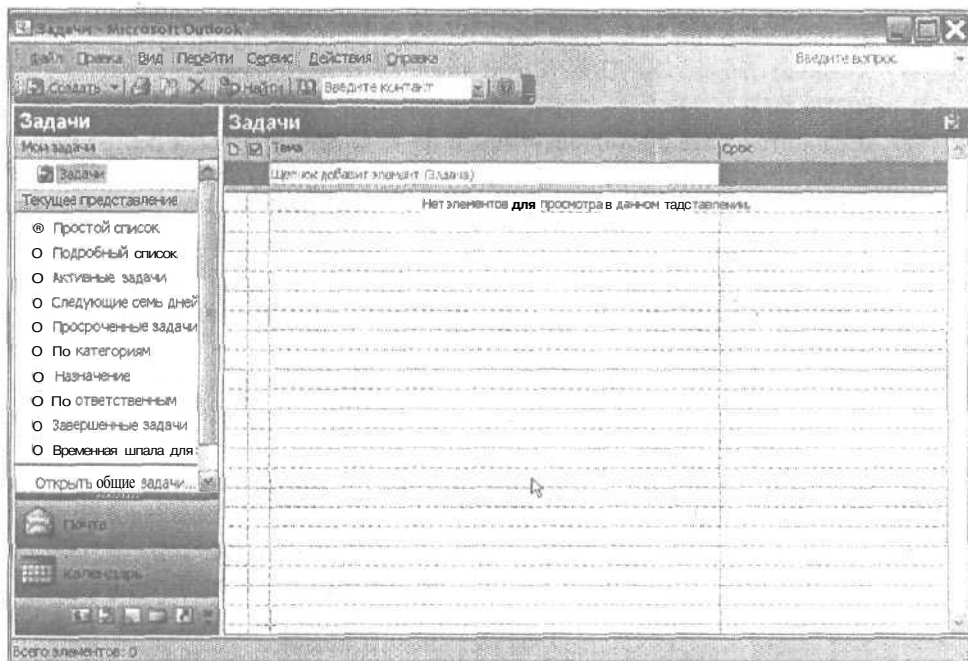 Задачи - Microsoft Outlook
Файл Правка Вид Перейти Сервис Действия Справка Введите вопрос
Создать Найти Введите контакт
Задачи
Мои задачи
Задачи
Текущее представление
® Простой список
О Подробный список
О Активные задачи
О Следующие семь дней
О Просроченные задачи
О По категориям
О Назначение
О По ответственным
О Завершенные задачи
О Временная шпала для
Открыть общие задачи...
Почта
Календарь
Задачи
Тема Срок
Щелчок добавит элемент (Задача)
Нет элементов для просмотра в данном тадставлении.
Всего элементов: 0